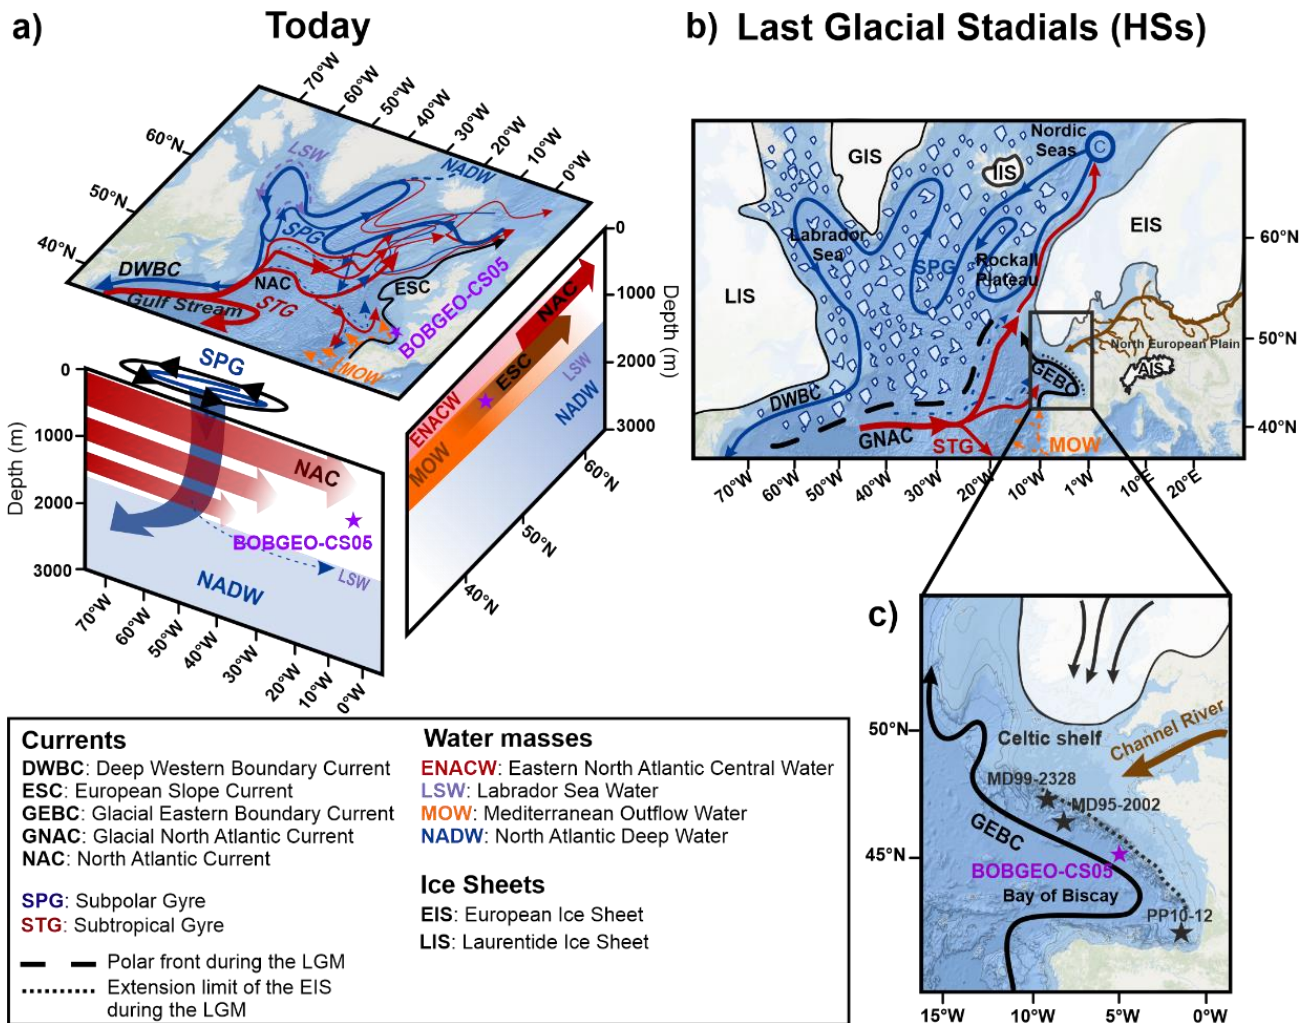 a)
Today
70°W
60°W
50°W
40°W
30°W
20°W
10°W
0°W
60°N
50°N
40°N
LSW
NADW
SPG
DWBC
NAC
ESC
Gulf Stream
STG
BOBGEO-CS05
MOW
0
1000
2000
3000
Depth (m)
NAC
ESC
ENACW
MOW
LSW
NADW
60°N
50°N
40°N
SPG
0
1000
2000
3000
Depth (m)
NAC
BOBGEO-CS05
LSW
NADW
70°W
60°W
50°W
40°W
30°W
20°W
10°W
0°W
b) Last Glacial Stadials (HSs)
Nordic
Seas
C
GIS
IIS
EIS
Labrador
Sea
SPG
Rockall
Plateau
LIS
North European Plain
GEBC
AIS
DWBC
GNAC
STG
MOW
60°N
50°N
40°N
70°W
60°W
50°W
40°W
30°W
20°W
10°W
1°W
10°E
20°E
c)
50°N
45°N
Celtic shelf
Channel River
MD99-2328
MD95-2002
GEBC
BOBGEO-CS05
Bay of Biscay
PP10-12
15°W
10°W
5°W
0°W
Currents
DWBC: Deep Western Boundary Current
ESC: European Slope Current
GEBC: Glacial Eastern Boundary Current
GNAC: Glacial North Atlantic Current
NAC: North Atlantic Current
SPG: Subpolar Gyre
STG: Subtropical Gyre
Polar front during the LGM
Extension limit of the EIS
during the LGM
Water masses
ENACW: Eastern North Atlantic Central Water
LSW: Labrador Sea Water
MOW: Mediterranean Outflow Water
NADW: North Atlantic Deep Water
Ice Sheets
EIS: European Ice Sheet
LIS: Laurentide Ice Sheet